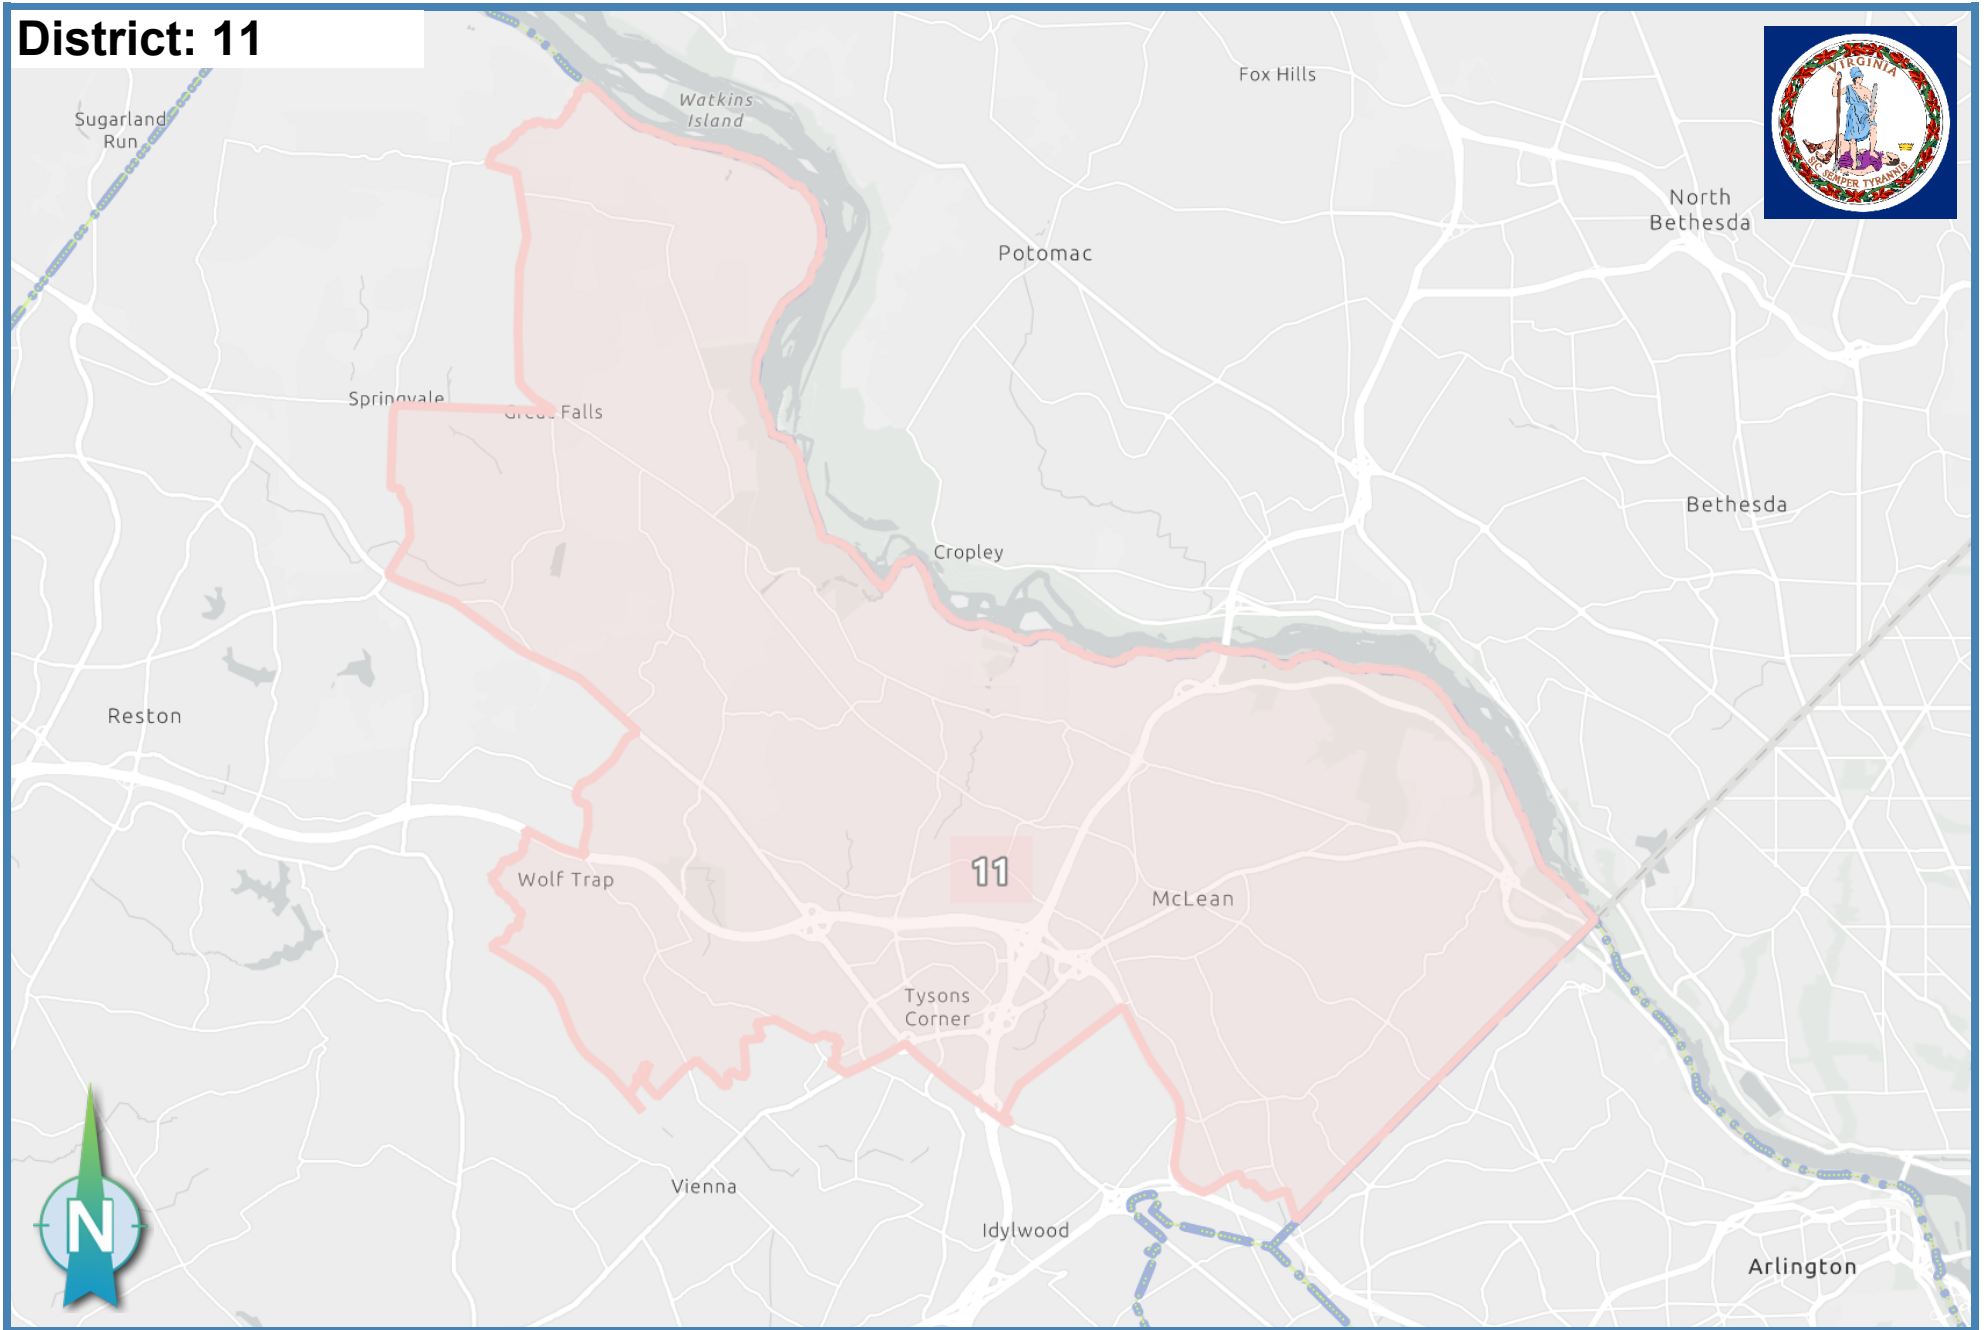 District: 11
Fox Hills
VIRGINIA
SIC SEMPER TYRANNIS
Watkins
Island
Sugarland
Run
North
Bethesda
Potomac
Springvale
Great Falls
Bethesda
Cropley
Reston
11
Wolf Trap
McLean
Tysons
Corner
Vienna
N
Idylwood
Arlington